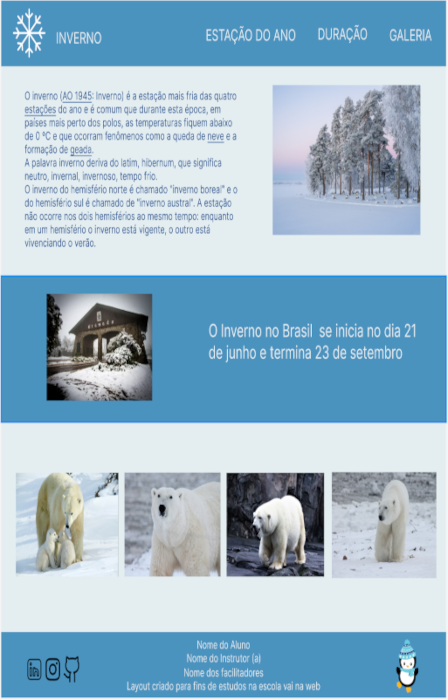 INVERNO
ESTAÇÃO DO ANO
DURAÇÃO
GALERIA
O inverno (AO 1945: Inverno) é a estação mais fria das quatro
estações do ano e é comum que durante esta época, em
países mais perto dos polos, as temperaturas fiquem abaixo
de 0 ºC e que ocorram fenômenos como a queda de neve e a
formação de geada.
A palavra inverno deriva do latim, hibernum, que significa
neutro, invernal, invernoso, tempo frio.
O inverno do hemisfério norte é chamado "inverno boreal" e o
do hemisfério sul é chamado de "inverno austral". A estação
não ocorre nos dois hemisférios ao mesmo tempo: enquanto
em um hemisfério o inverno está vigente, o outro está
vivenciando o verão.
O Inverno no Brasil se inicia no dia 21
de junho e termina 23 de setembro
Nome do Aluno
Nome do Instrutor (a)
Nome dos facilitadores
Layout criado para fins de estudos na escola vai na web
in